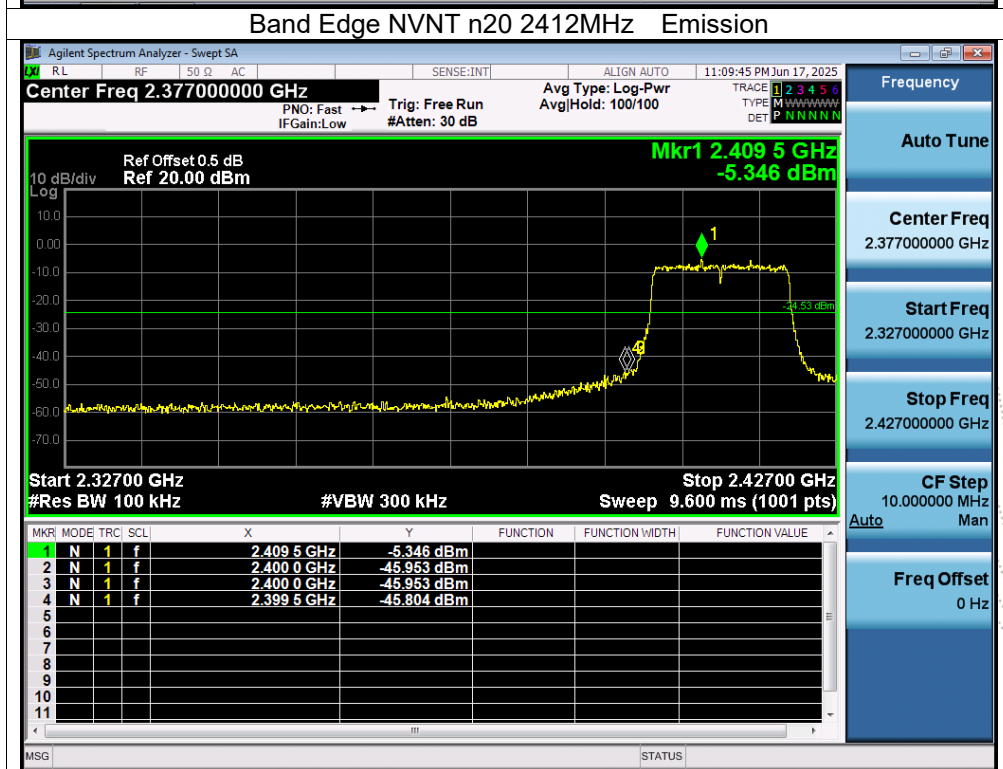 Band Edge NVNT n20 2412MHz Emission
Agilent Spectrum Analyzer - Swept SA
LXI RL RF 50 Ω AC SENSE:INT ALIGN AUTO 11:09:45 PM Jun 17, 2025
Center Freq 2.377000000 GHz Avg Type: Log-Pwr TRACE 1 2 3 4 5 6
PNO: Fast Trig: Free Run Avg|Hold: 100/100 TYPE M WWWWW
IFGain:Low #Atten: 30 dB DET P N N N N N
Mkr1 2.409 5 GHz
Ref Offset 0.5 dB
10 dB/div Ref 20.00 dBm -5.346 dBm
Log
10.0
0.00
1
-10.0
-20.0
-24.53 dBm
-30.0
-40.0
-50.0
-60.0
-70.0
Start 2.32700 GHz Stop 2.42700 GHz
#Res BW 100 kHz #VBW 300 kHz Sweep 9.600 ms (1001 pts)
MKR MODE TRC SCL X Y FUNCTION FUNCTION WIDTH FUNCTION VALUE
1 N 1 f 2.409 5 GHz -5.346 dBm
2 N 1 f 2.400 0 GHz -45.953 dBm
3 N 1 f 2.400 0 GHz -45.953 dBm
4 N 1 f 2.399 5 GHz -45.804 dBm
5
6
7
8
9
10
11
MSG STATUS
Frequency
Auto Tune
Center Freq
2.377000000 GHz
Start Freq
2.327000000 GHz
Stop Freq
2.427000000 GHz
CF Step
10.000000 MHz
Auto Man
Freq Offset
0 Hz